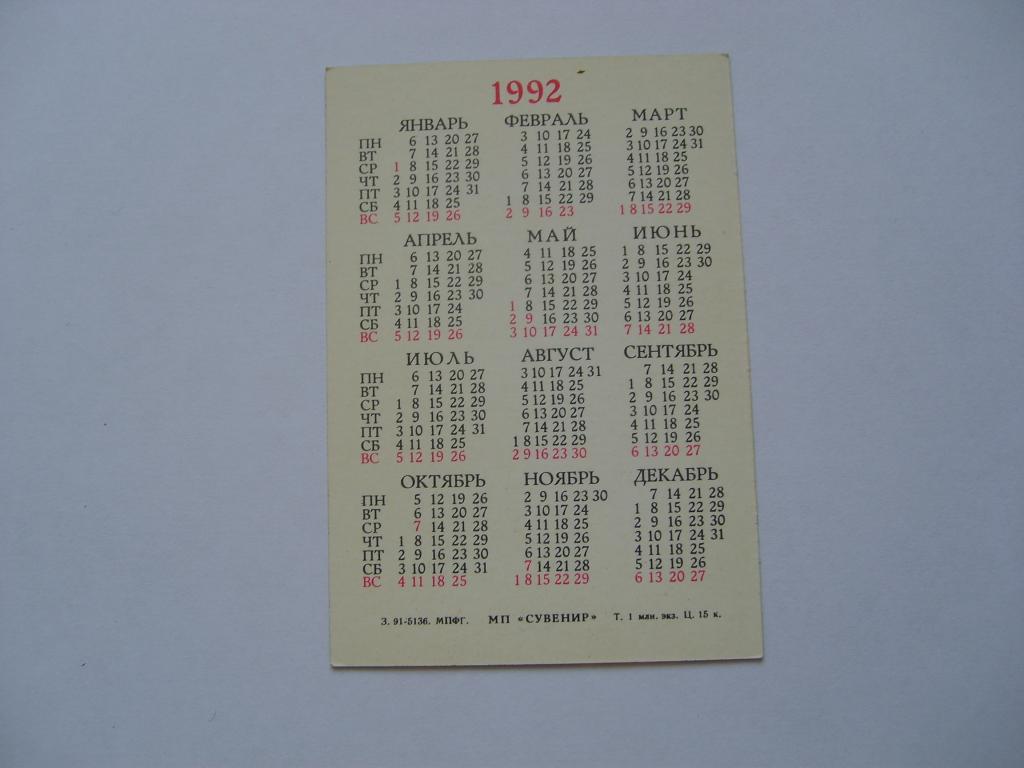 1992
ЯНВАРЬ ФЕВРАЛЬ МАРТ
ПН 6 13 20 27 3 10 17 24 2 9 16 23 30
ВТ 7 14 21 28 4 11 18 25 3 10 17 24 31
СР 1 8 15 22 29 5 12 19 26 4 11 18 25
ЧТ 2 9 16 23 30 6 13 20 27 5 12 19 26
ПТ 3 10 17 24 31 7 14 21 28 6 13 20 27
СБ 4 11 18 25 1 8 15 22 29 7 14 21 28
ВС 5 12 19 26 2 9 16 23 1 8 15 22 29
АПРЕЛЬ МАЙ ИЮНЬ
ПН 6 13 20 27 4 11 18 25 1 8 15 22 29
ВТ 7 14 21 28 5 12 19 26 2 9 16 23 30
СР 1 8 15 22 29 6 13 20 27 3 10 17 24
ЧТ 2 9 16 23 30 7 14 21 28 4 11 18 25
ПТ 3 10 17 24 1 8 15 22 29 5 12 19 26
СБ 4 11 18 25 2 9 16 23 30 6 13 20 27
ВС 5 12 19 26 3 10 17 24 31 7 14 21 28
ИЮЛЬ АВГУСТ СЕНТЯБРЬ
ПН 6 13 20 27 3 10 17 24 31 7 14 21 28
ВТ 7 14 21 28 4 11 18 25 1 8 15 22 29
СР 1 8 15 22 29 5 12 19 26 2 9 16 23 30
ЧТ 2 9 16 23 30 6 13 20 27 3 10 17 24
ПТ 3 10 17 24 31 7 14 21 28 4 11 18 25
СБ 4 11 18 25 1 8 15 22 29 5 12 19 26
ВС 5 12 19 26 2 9 16 23 30 6 13 20 27
ОКТЯБРЬ НОЯБРЬ ДЕКАБРЬ
ПН 5 12 19 26 2 9 16 23 30 7 14 21 28
ВТ 6 13 20 27 3 10 17 24 1 8 15 22 29
СР 7 14 21 28 4 11 18 25 2 9 16 23 30
ЧТ 1 8 15 22 29 5 12 19 26 3 10 17 24 31
ПТ 2 9 16 23 30 6 13 20 27 4 11 18 25
СБ 3 10 17 24 31 7 14 21 28 5 12 19 26
ВС 4 11 18 25 1 8 15 22 29 6 13 20 27
З. 91-5136. МПФГ. МП «СУВЕНИР» Т. 1 млн. экз. Ц. 15 к.